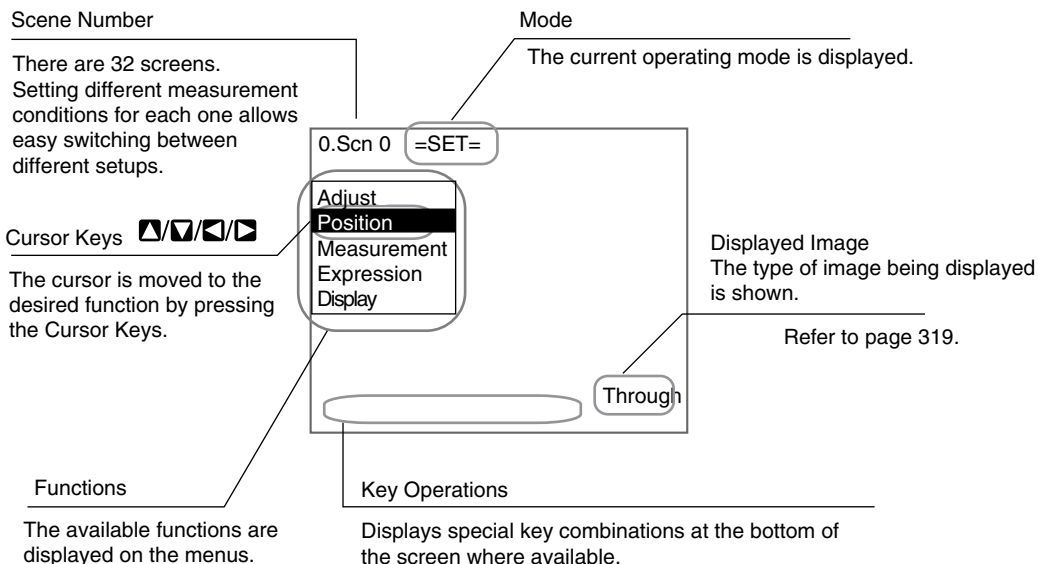 Scene Number
There are 32 screens.
Setting different measurement
conditions for each one allows
easy switching between
different setups.
Mode
The current operating mode is displayed.
0.Scn 0 =SET=
Adjust
Position
Measurement
Expression
Display
Cursor Keys ▲/▼/◀/▶
The cursor is moved to the
desired function by pressing
the Cursor Keys.
Displayed Image
The type of image being displayed
is shown.
Refer to page 319.
Through
Functions
The available functions are
displayed on the menus.
Key Operations
Displays special key combinations at the bottom of
the screen where available.